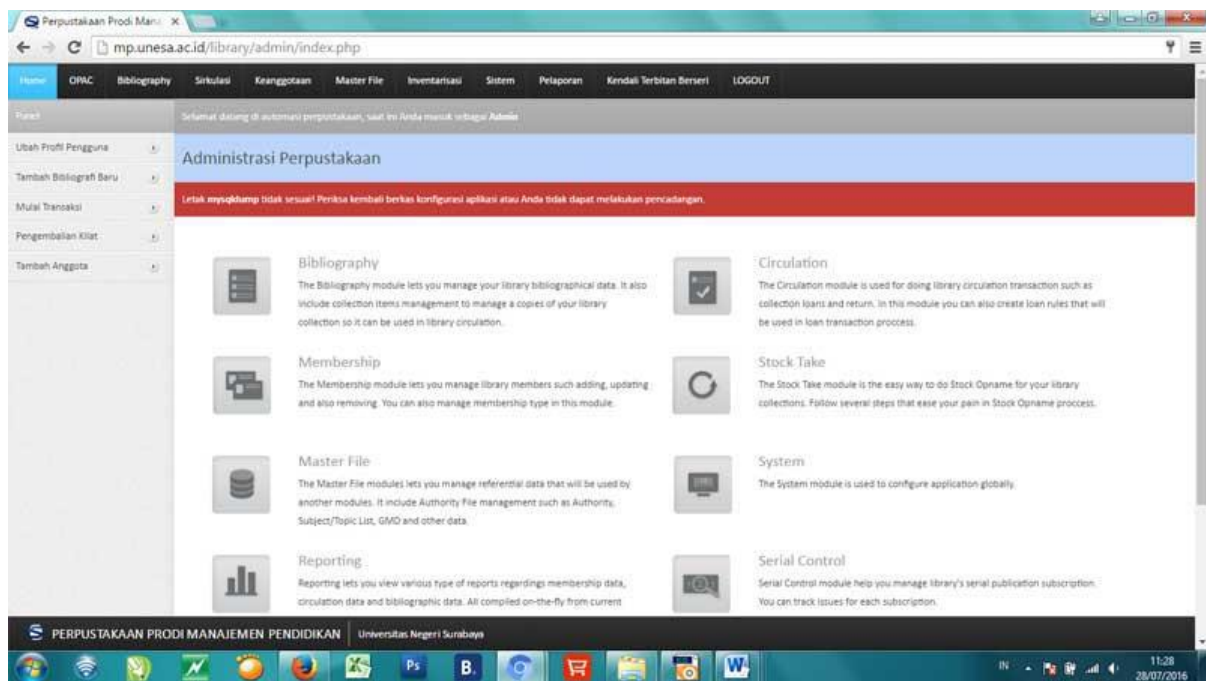 Perpustakaan Prodi Mana
mp.unesa.ac.id/library/admin/index.php
Home OPAC Bibliography Sirkulasi Keanggotaan Master File Inventarisasi Sistem Pelaporan Kendali Terbitan Berseri LOGOUT
Panel
Selamat datang di automasi perpustakaan, saat ini Anda masuk sebagai Admin
Ubah Profil Pengguna
Tambah Bibliografi Baru
Mulai Transaksi
Pengembalian Kilat
Tambah Anggota
Administrasi Perpustakaan
Letak mysqldump tidak sesuai! Periksa kembali berkas konfigurasi aplikasi atau Anda tidak dapat melakukan pencadangan.
Bibliography
The Bibliography module lets you manage your library bibliographical data. It also
include collection items management to manage a copies of your library
collection so it can be used in library circulation.
Circulation
The Circulation module is used for doing library circulation transaction such as
collection loans and return. In this module you can also create loan rules that will
be used in loan transaction proccess.
Membership
The Membership module lets you manage library members such adding, updating
and also removing. You can also manage membership type in this module.
Stock Take
The Stock Take module is the easy way to do Stock Opname for your library
collections. Follow several steps that ease your pain in Stock Opname proccess.
Master File
The Master File modules lets you manage referential data that will be used by
another modules. It include Authority File management such as Authority,
Subject/Topic List, GMD and other data.
System
The System module is used to configure application globally.
Reporting
Reporting lets you view various type of reports regardings membership data,
circulation data and bibliographic data. All compiled on-the-fly from current
Serial Control
Serial Control module help you manage library's serial publication subscription.
You can track issues for each subscription.
PERPUSTAKAAN PRODI MANAJEMEN PENDIDIKAN Universitas Negeri Surabaya
Ps B. W
IN
11:28
28/07/2016